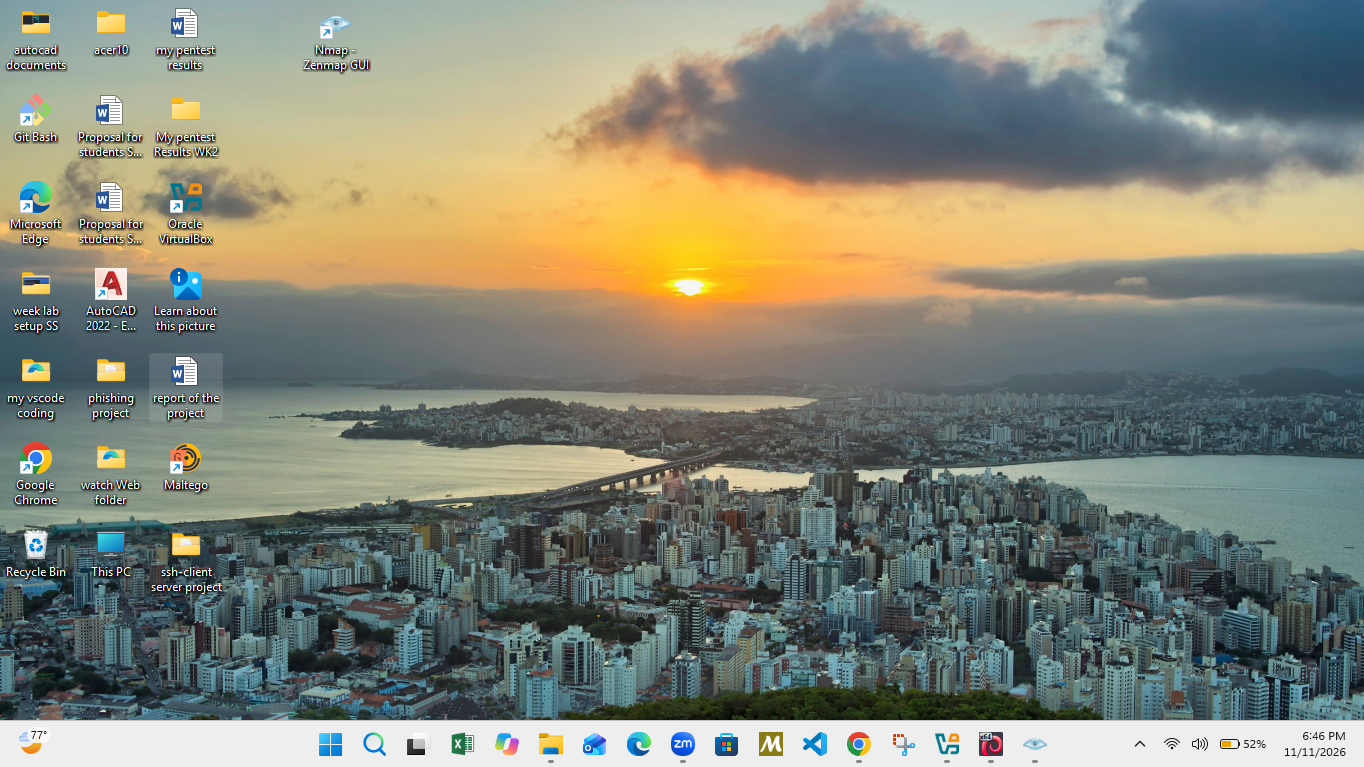 autocad
documents
acer10
my pentest
results
Nmap -
Zenmap GUI
Git Bash
Proposal for
students S...
My pentest
Results WK2
Microsoft
Edge
Proposal for
students S...
Oracle
VirtualBox
week lab
setup SS
AutoCAD
2022 - E...
Learn about
this picture
my vscode
coding
phishing
project
report of the
project
Google
Chrome
watch Web
folder
Maltego
Recycle Bin
This PC
ssh-client
server project
77°
zm
x64
52%
6:46 PM
11/11/2026